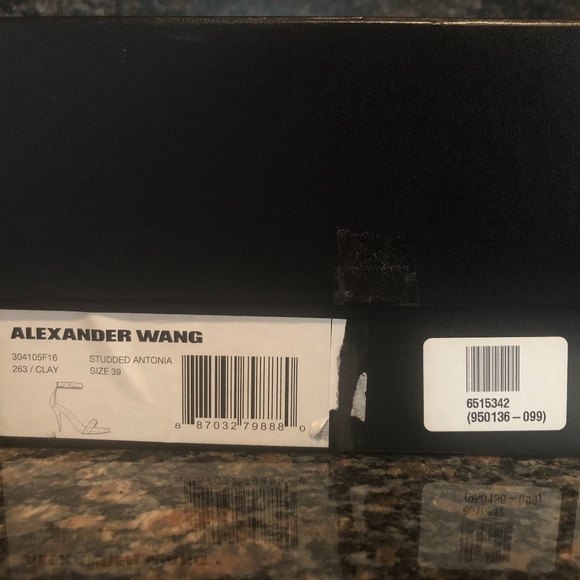 ALEXANDER WANG
304105F16 STUDDED ANTONIA
263 / CLAY SIZE 39
8 87032 79888 0
6515342
(950136-099)